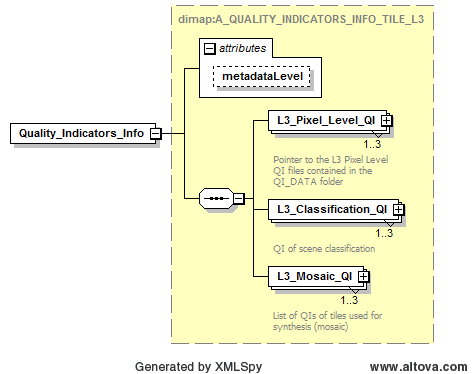 dimap:A_QUALITY_INDICATORS_INFO_TILE_L3
attributes
metadataLevel
Quality_Indicators_Info
L3_Pixel_Level_QI
1..3
Pointer to the L3 Pixel Level
QI files contained in the
QI_DATA folder
L3_Classification_QI
1..3
QI of scene classification
L3_Mosaic_QI
1..3
List of QIs of tiles used for
synthesis (mosaic)
Generated by XMLSpy
www.altova.com